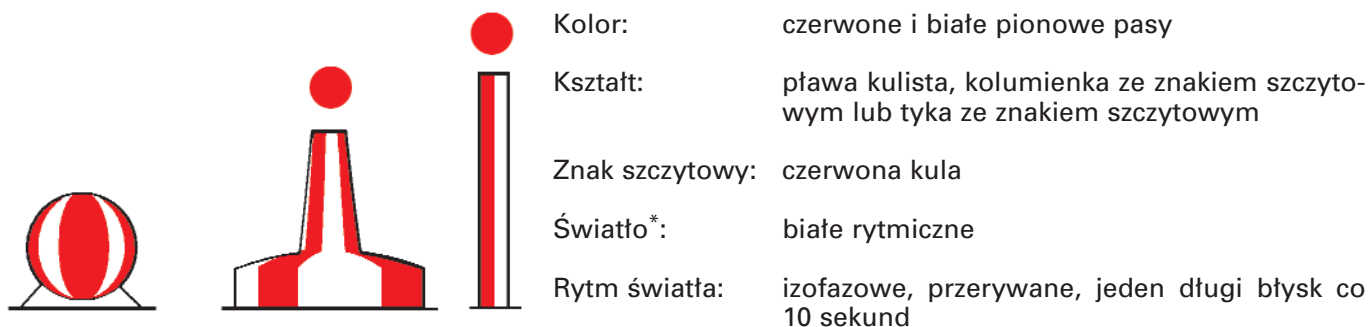 Kolor: czerwone i białe pionowe pasy
Kształt: pława kulista, kolumienka ze znakiem szczyto-
wym lub tyka ze znakiem szczytowym
Znak szczytowy: czerwona kula
Światło*: białe rytmiczne
Rytm światła: izofazowe, przerywane, jeden długi błysk co
10 sekund